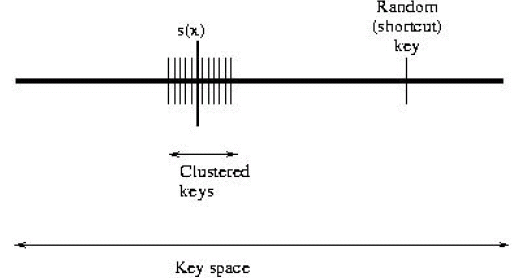 Random
(shortcut)
key
s(x)
Clustered
keys
Key space